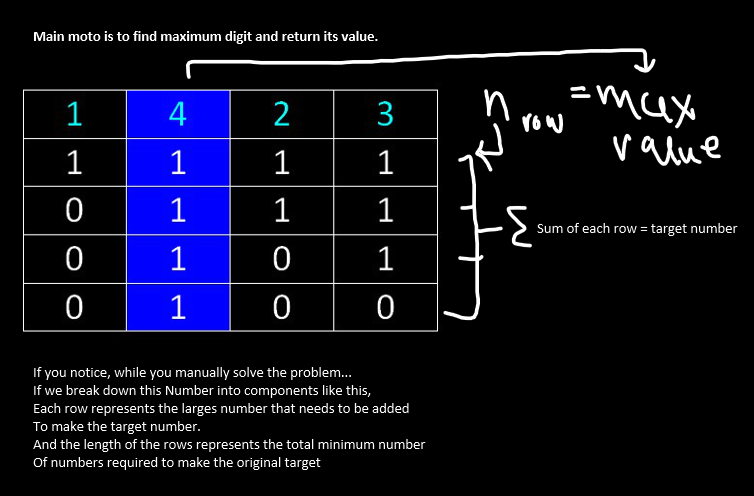 Main moto is to find maximum digit and return its value.
n row = max value
1 4 2 3
1 1 1 1
0 1 1 1
Σ Sum of each row = target number
0 1 0 1
0 1 0 0
If you notice, while you manually solve the problem...
If we break down this Number into components like this,
Each row represents the larges number that needs to be added
To make the target number.
And the length of the rows represents the total minimum number
Of numbers required to make the original target